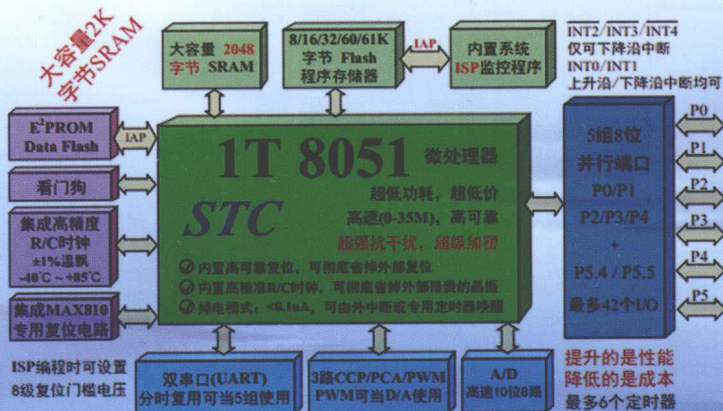 大容量2K
字节SRAM
大容量 2048
字节 SRAM
8/16/32/60/61K
字节 Flash
程序存储器
IAP
内置系统
ISP监控程序
INT2/INT3/INT4
仅可下降沿中断
INT0/INT1
上升沿/下降沿中断均可
E²PROM
Data Flash
IAP
看门狗
集成高精度
R/C时钟
±1%温飘
-40℃~+85℃
集成MAX810
专用复位电路
ISP编程时可设置
8级复位门槛电压
1T 8051 微处理器
STC
超低功耗，超低价
高速(0-35M)，高可靠
超强抗干扰，超级加密
内置高可靠复位，可彻底省掉外部复位
内置高精准R/C时钟，可彻底省掉外部昂贵的晶振
掉电模式：<0.1uA，可由外中断或专用定时器唤醒
5组8位
并行端口
P0/P1
P2/P3/P4
+
P5.4 / P5.5
最多42个I/O
P0
P1
P2
P3
P4
P5
双串口(UART)
分时复用可当5组使用
3路CCP/PCA/PWM
PWM可当D/A使用
A/D
高速10位8路
提升的是性能
降低的是成本
最多6个定时器